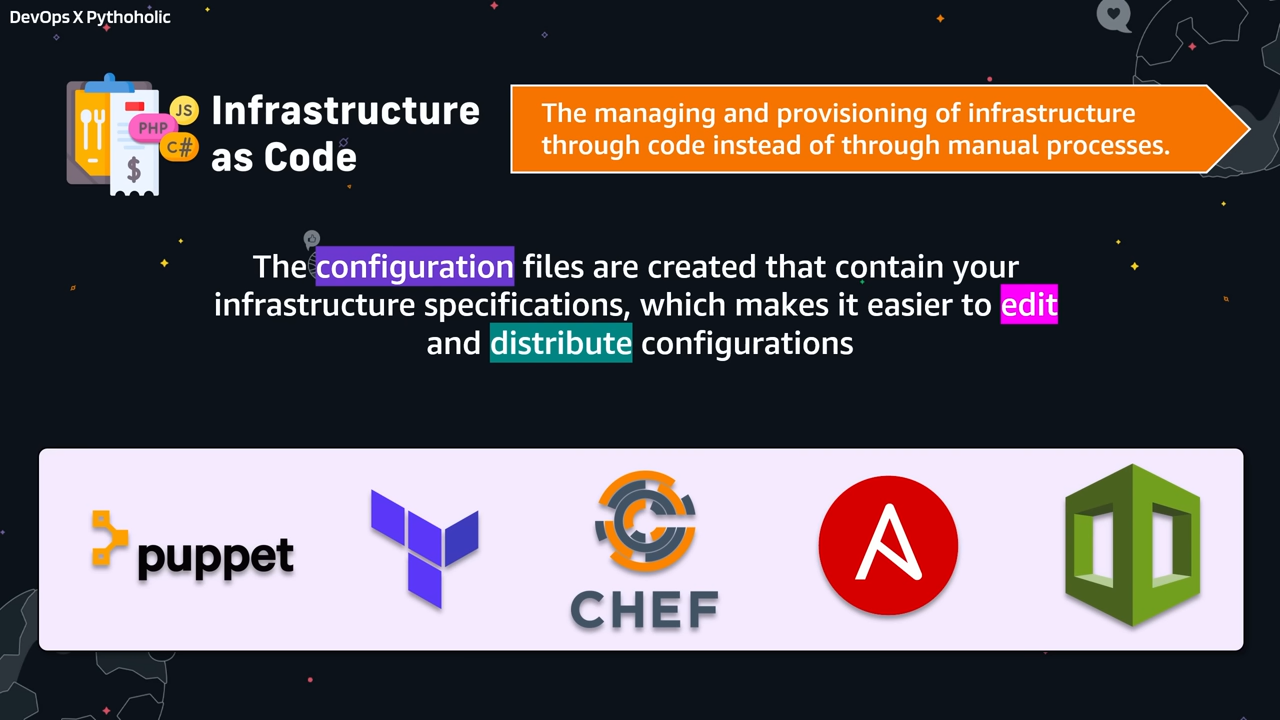 DevOps X Pythoholic
JS
PHP
C#
$
Infrastructure
as Code
The managing and provisioning of infrastructure
through code instead of through manual processes.
The configuration files are created that contain your
infrastructure specifications, which makes it easier to edit
and distribute configurations
puppet
CHEF